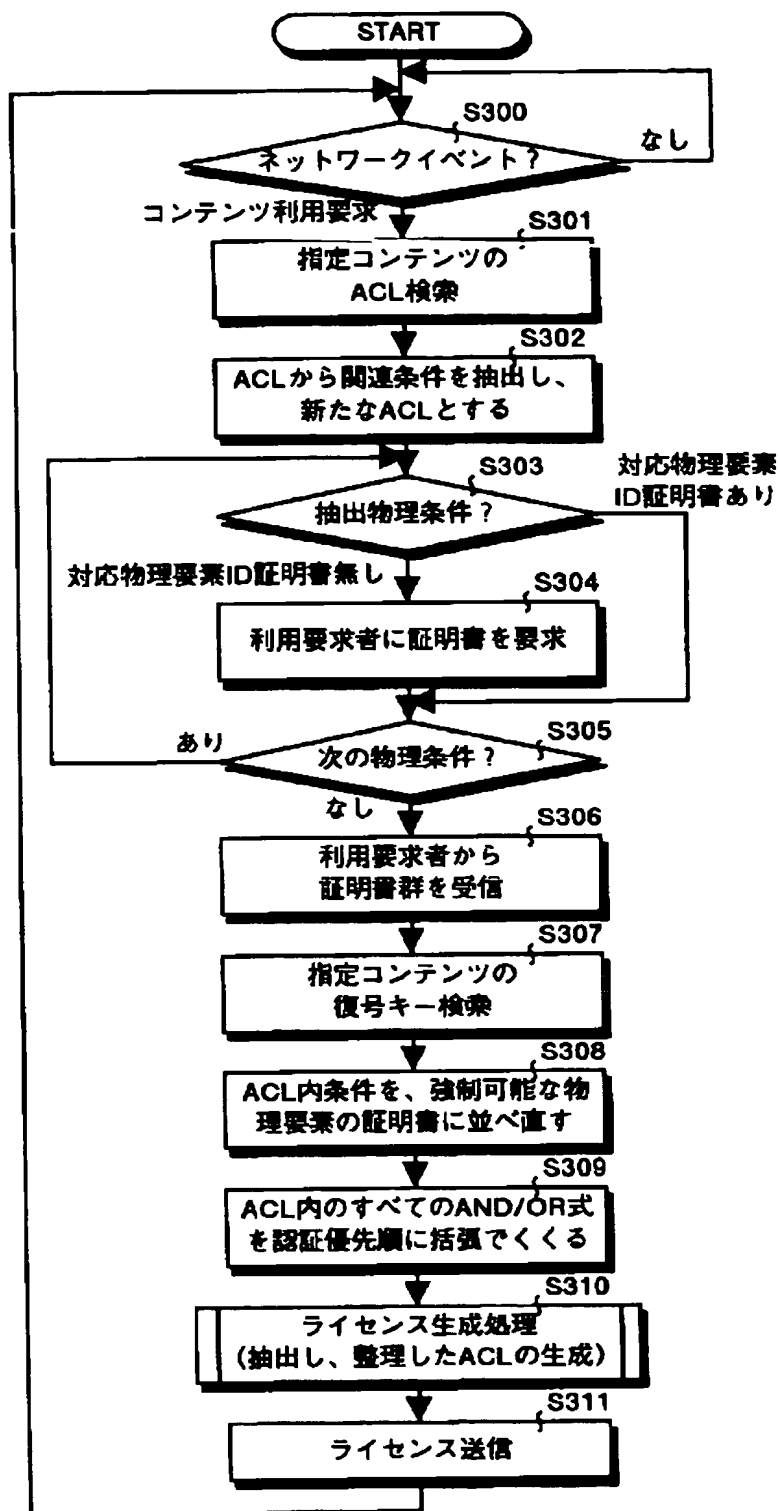 START
S300
ネットワークイベント?
なし
コンテンツ利用要求
S301
指定コンテンツの
ACL検索
S302
ACLから関連条件を抽出し、
新たなACLとする
S303
対応物理要素
ID証明書あり
抽出物理条件?
対応物理要素ID証明書無し
S304
利用要求者に証明書を要求
S305
あり
次の物理条件?
なし
S306
利用要求者から
証明書群を受信
S307
指定コンテンツの
復号キー検索
S308
ACL内条件を、強制可能な物
理要素の証明書に並べ直す
S309
ACL内のすべてのAND/OR式
を認証優先順に括弧でくくる
S310
ライセンス生成処理
(抽出し、整理したACLの生成)
S311
ライセンス送信